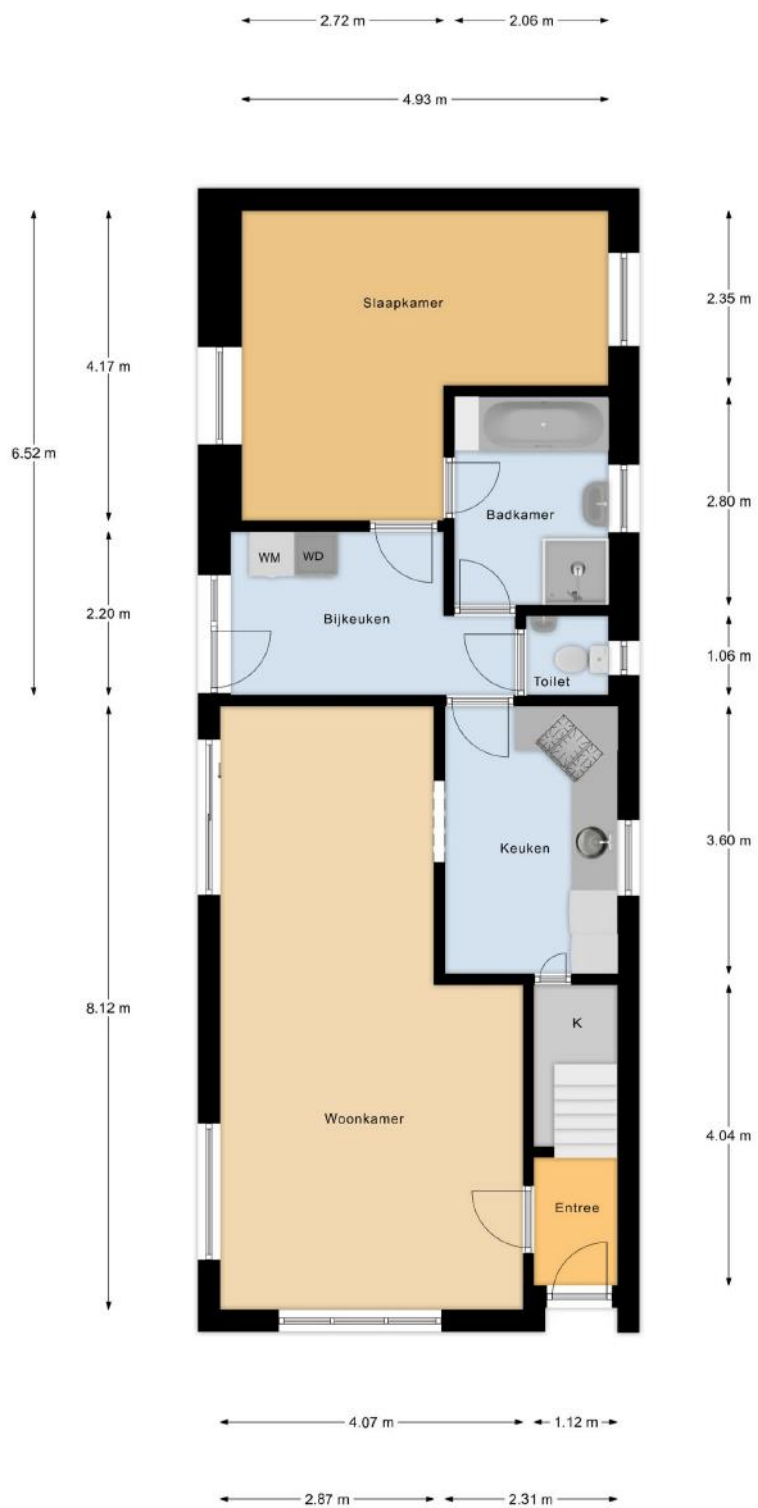 2.72 m
2.06 m
4.93 m
Slaapkamer
2.35 m
4.17 m
6.52 m
2.80 m
Badkamer
WM
WD
2.20 m
Bijkeuken
1.06 m
Toilet
3.60 m
Keuken
8.12 m
K
Woonkamer
4.04 m
Entree
4.07 m
1.12 m
2.87 m
2.31 m